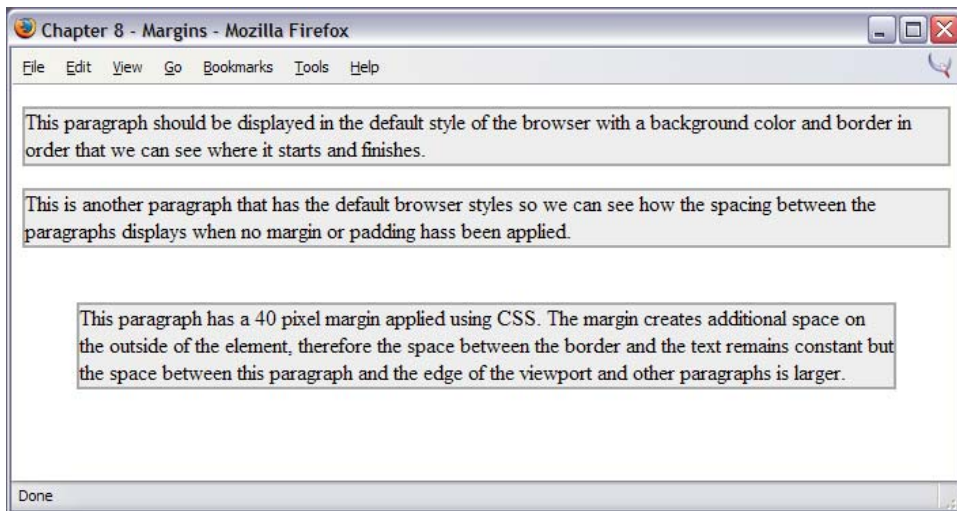 Chapter 8 - Margins - Mozilla Firefox
File Edit View Go Bookmarks Tools Help
This paragraph should be displayed in the default style of the browser with a background color and border in
order that we can see where it starts and finishes.
This is another paragraph that has the default browser styles so we can see how the spacing between the
paragraphs displays when no margin or padding hass been applied.
This paragraph has a 40 pixel margin applied using CSS. The margin creates additional space on
the outside of the element, therefore the space between the border and the text remains constant but
the space between this paragraph and the edge of the viewport and other paragraphs is larger.
Done